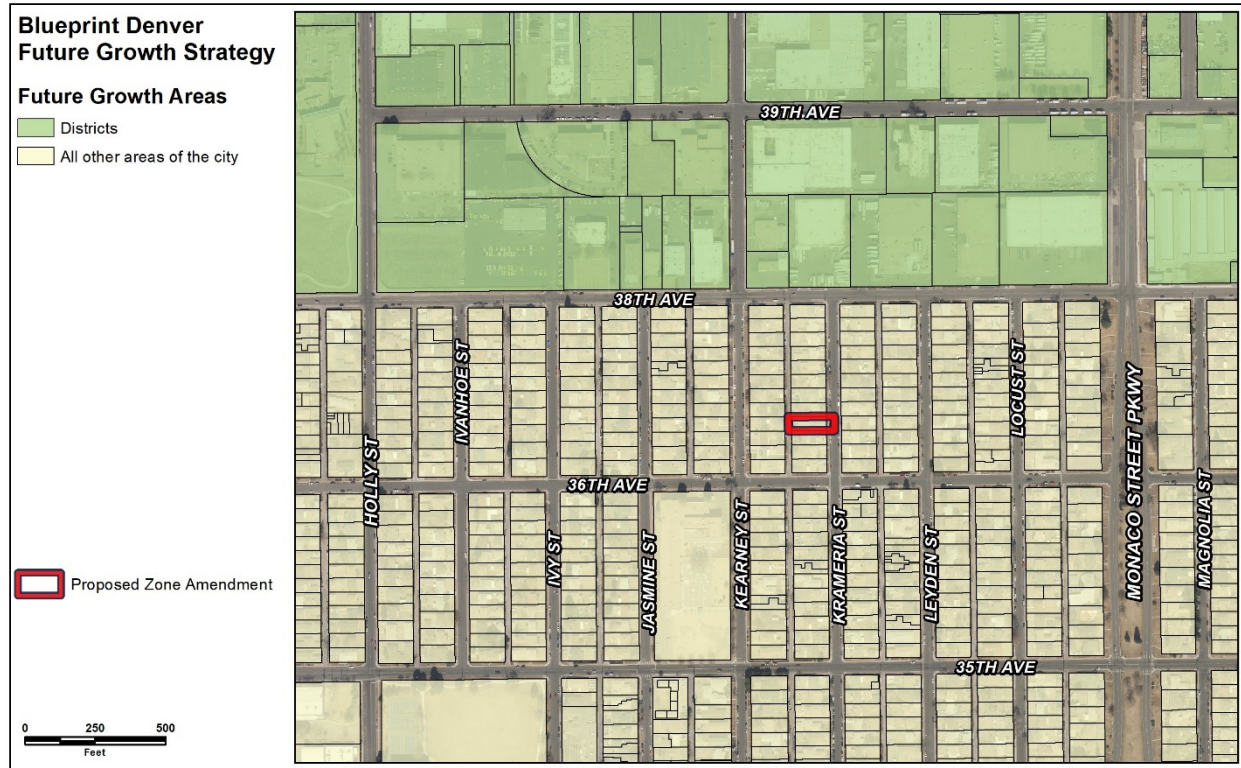 Blueprint Denver
Future Growth Strategy
Future Growth Areas
Districts
All other areas of the city
Proposed Zone Amendment
0 250 500
Feet
39TH AVE
38TH AVE
IVANHOE ST
LOCUST ST
HOLLY ST
MONACO STREET PKWY
36TH AVE
MAGNOLIA ST
IVY ST
JASMINE ST
KEARNEY ST
KRAMERIA ST
LEYDEN ST
35TH AVE